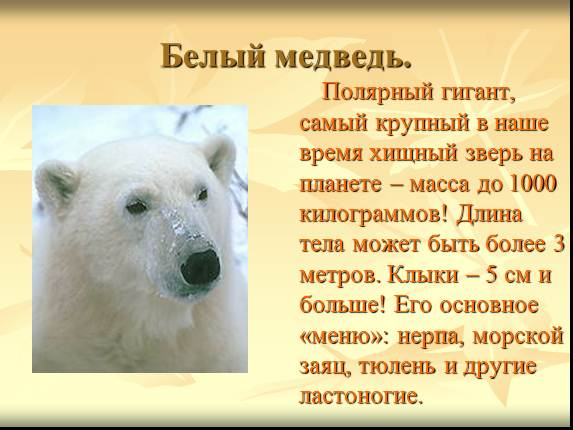 Белый медведь.
Полярный гигант,
самый крупный в наше
время хищный зверь на
планете – масса до 1000
килограммов! Длина
тела может быть более 3
метров. Клыки – 5 см и
больше! Его основное
«меню»: нерпа, морской
заяц, тюлень и другие
ластоногие.